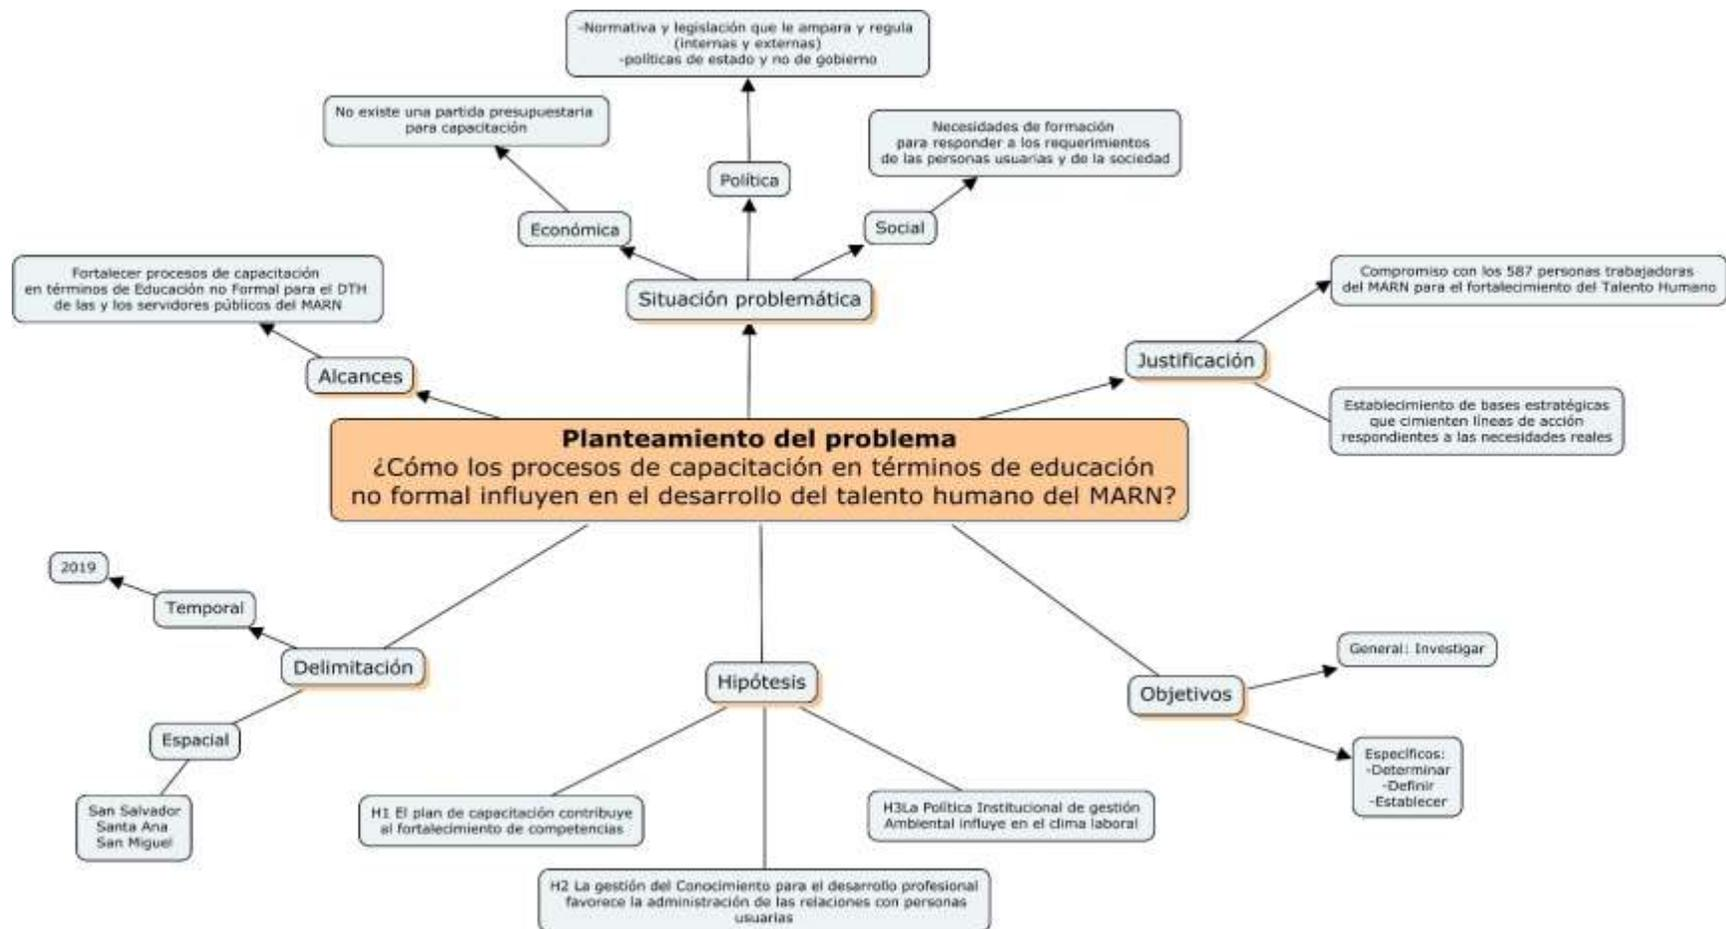 -Normativa y legislación que le ampara y regula
(internas y externas)
-políticas de estado y no de gobierno
No existe una partida presupuestaria
para capacitación
Necesidades de formación
para responder a los requerimientos
de las personas usuarias y de la sociedad
Política
Económica
Social
Fortalecer procesos de capacitación
en términos de Educación no Formal para el DTH
de las y los servidores públicos del MARN
Situación problemática
Compromiso con los 587 personas trabajadoras
del MARN para el fortalecimiento del Talento Humano
Alcances
Justificación
Establecimiento de bases estratégicas
que cimienten líneas de acción
respondientes a las necesidades reales
Planteamiento del problema
¿Cómo los procesos de capacitación en términos de educación
no formal influyen en el desarrollo del talento humano del MARN?
2019
Temporal
Delimitación
Espacial
San Salvador
Santa Ana
San Miguel
Hipótesis
H1 El plan de capacitación contribuye
al fortalecimiento de competencias
H2 La gestión del Conocimiento para el desarrollo profesional
favorece la administración de las relaciones con personas
usuarias
H3La Política Institucional de gestión
Ambiental influye en el clima laboral
Objetivos
General: Investigar
Específicos:
-Determinar
-Definir
-Establecer